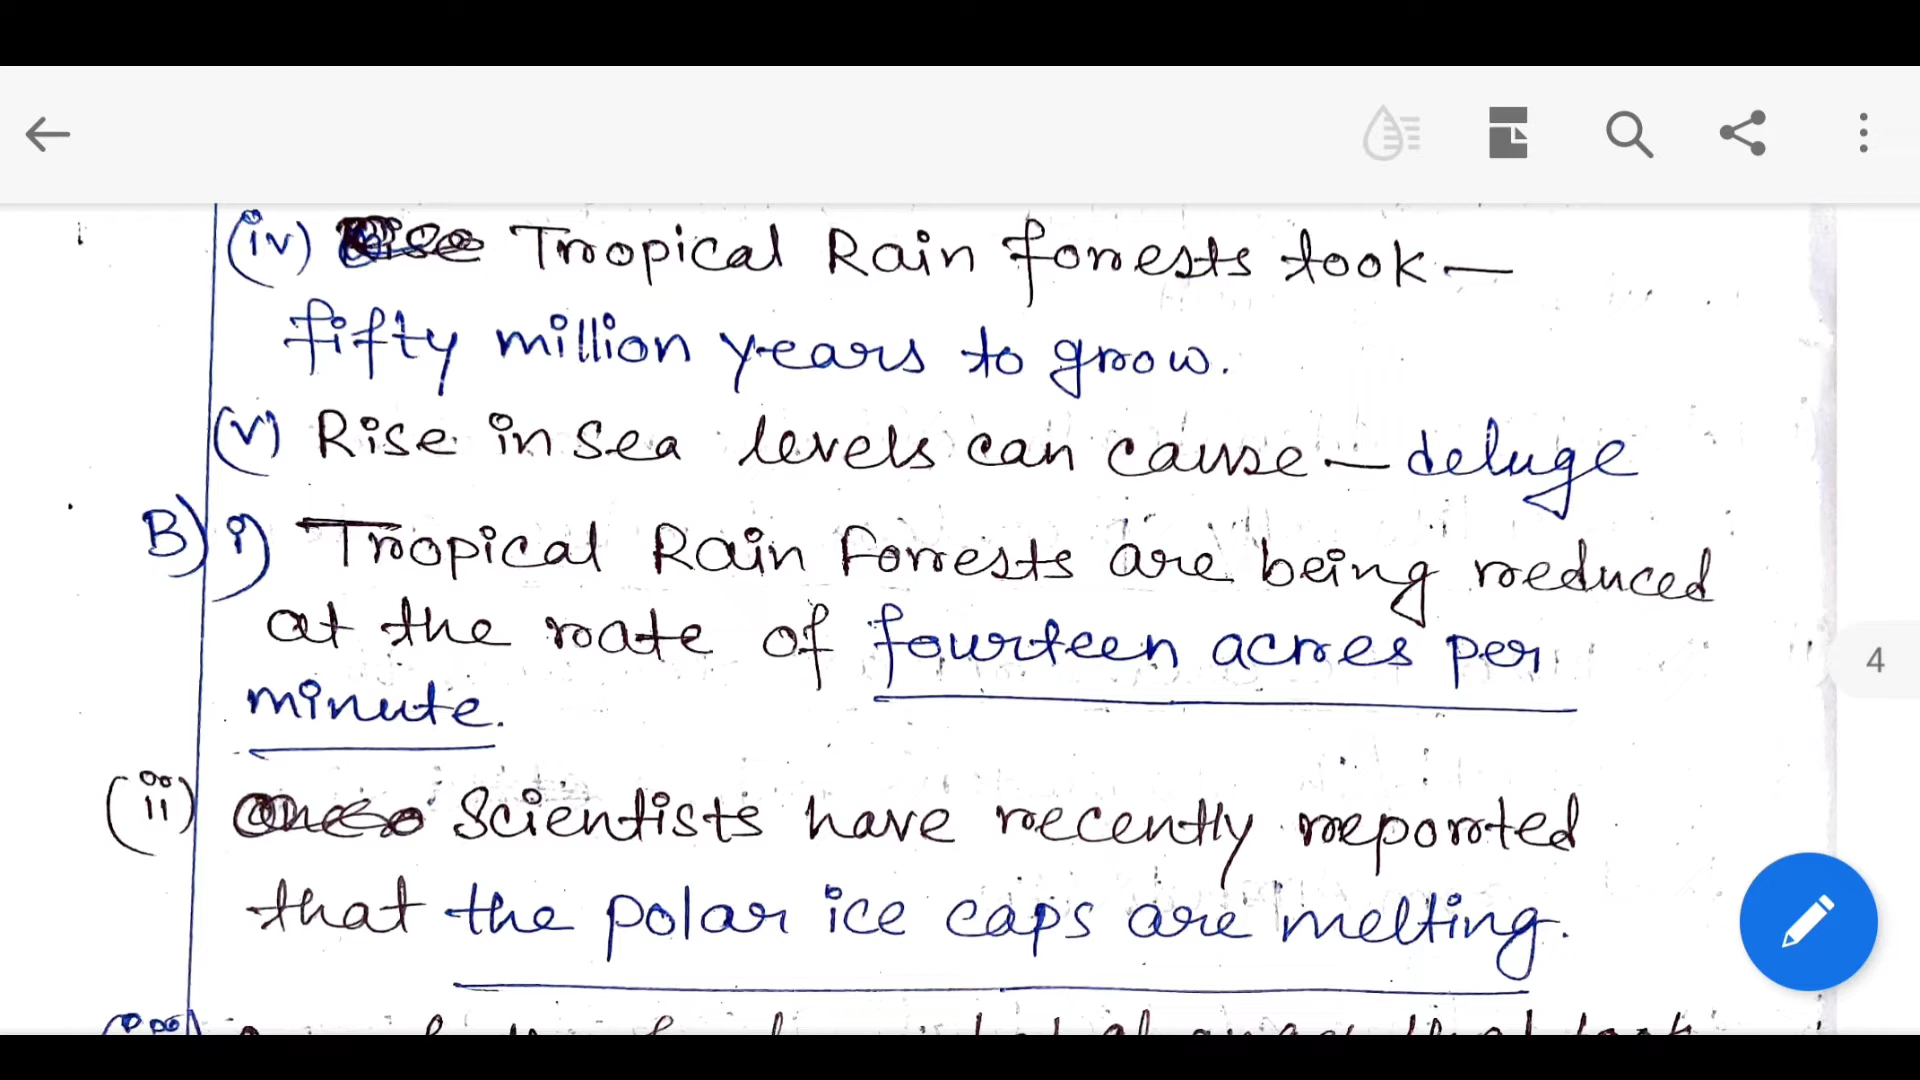 (iv) Tropical Rain forrests took —
fifty million years to grow.
(v) Rise in sea levels can cause — deluge
B) i) Tropical Rain Forrests are being reduced
at the rate of fourteen acres per
minute.
(ii) Scientists have recently reported
that the polar ice caps are melting.
4